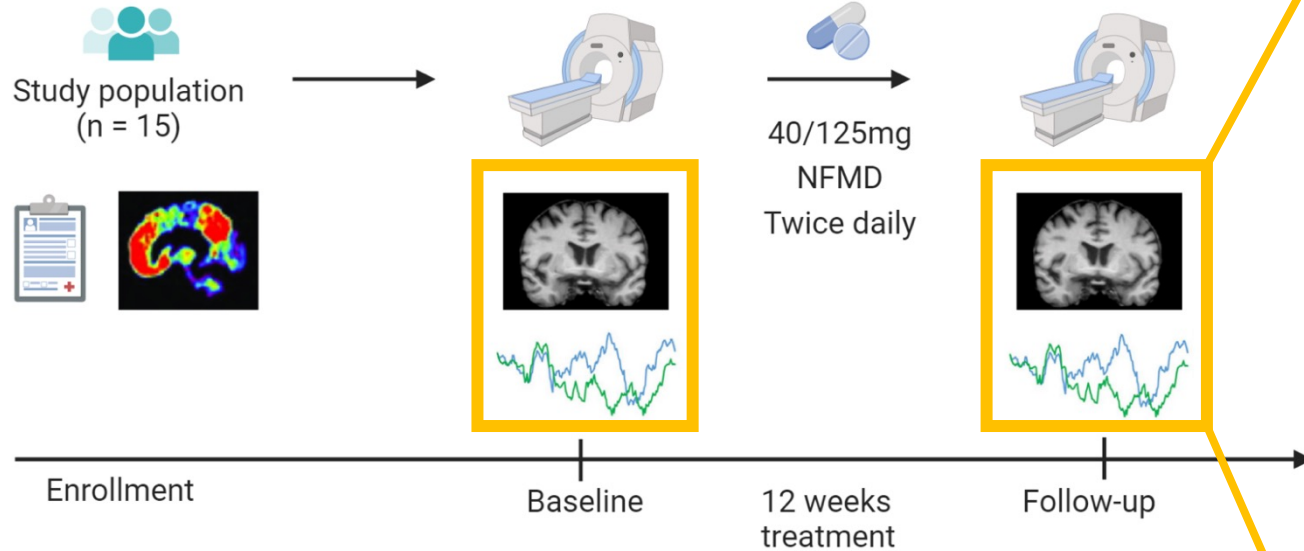 Study population
(n = 15)
40/125mg
NFMD
Twice daily
Enrollment
Baseline
12 weeks
treatment
Follow-up